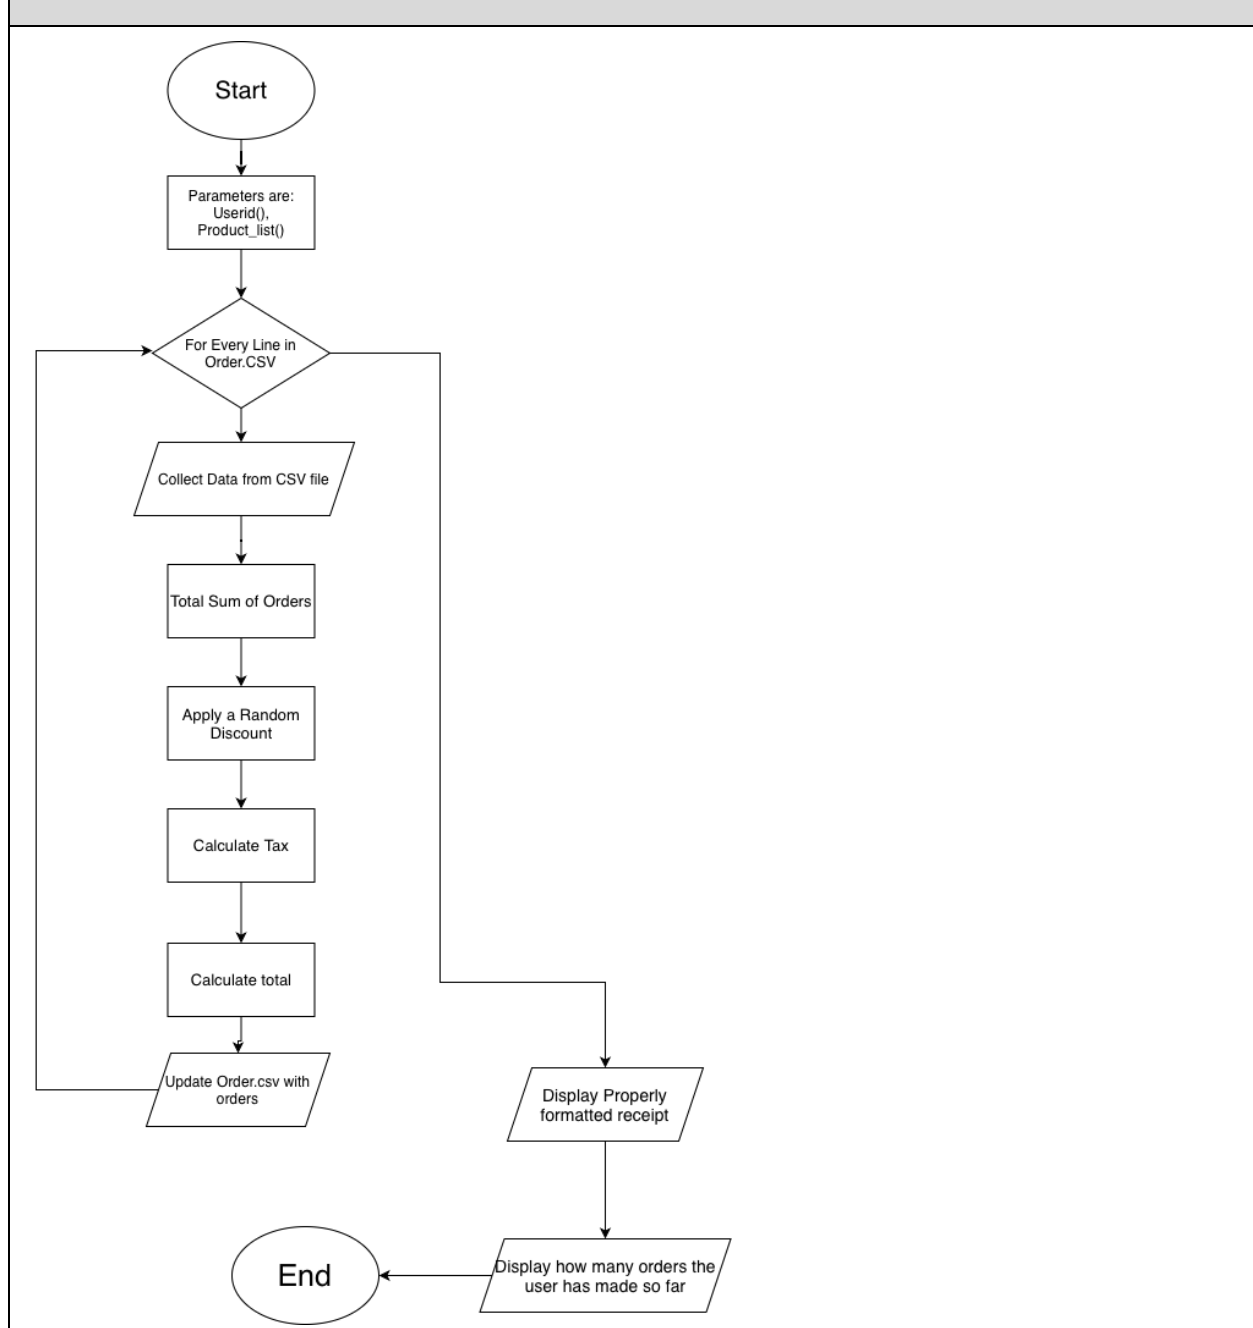 Start
Parameters are:
Userid(),
Product_list()
For Every Line in
Order.CSV
Collect Data from CSV file
Total Sum of Orders
Apply a Random
Discount
Calculate Tax
Calculate total
Update Order.csv with
orders
Display Properly
formatted receipt
Display how many orders the
user has made so far
End